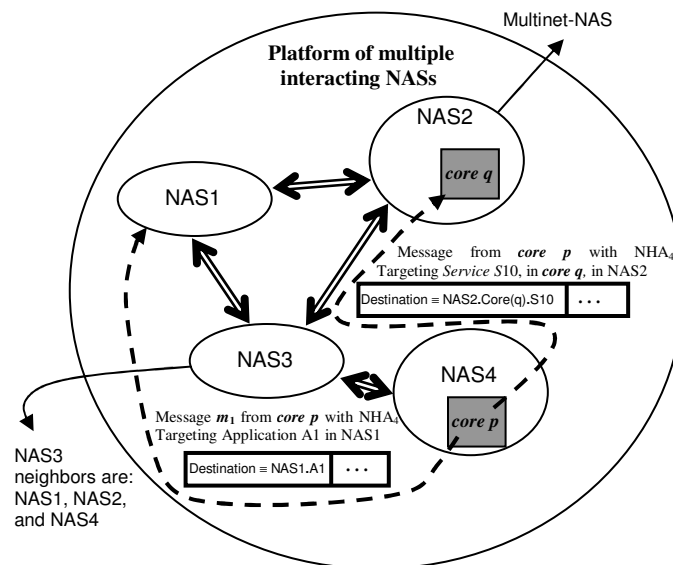 Multinet-NAS
Platform of multiple
interacting NASs
NAS2
core q
NAS1
Message from core p with NHA4
Targeting Service S10, in core q, in NAS2
Destination ≡ NAS2.Core(q).S10 ...
NAS3
NAS4
core p
Message m1 from core p with NHA4
Targeting Application A1 in NAS1
Destination ≡ NAS1.A1 ...
NAS3
neighbors are:
NAS1, NAS2,
and NAS4